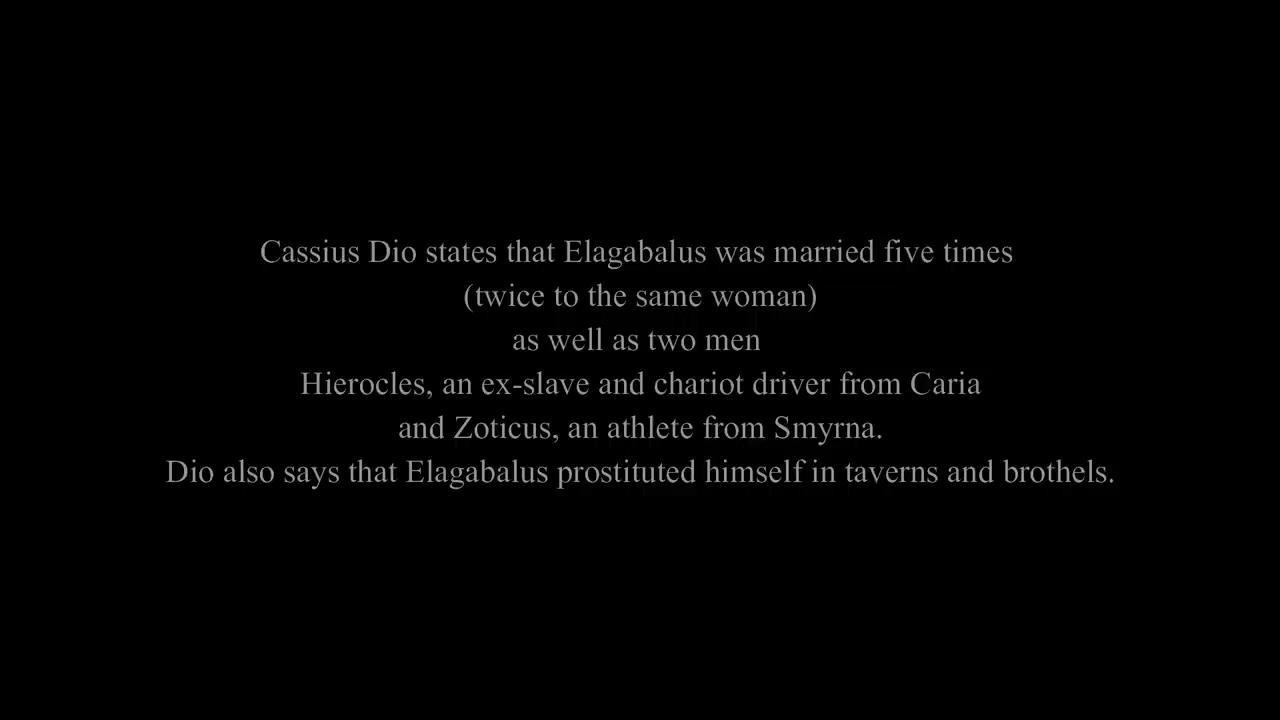 Cassius Dio states that Elagabalus was married five times
(twice to the same woman)
as well as two men
Hierocles, an ex-slave and chariot driver from Caria
and Zoticus, an athlete from Smyrna.
Dio also says that Elagabalus prostituted himself in taverns and brothels.